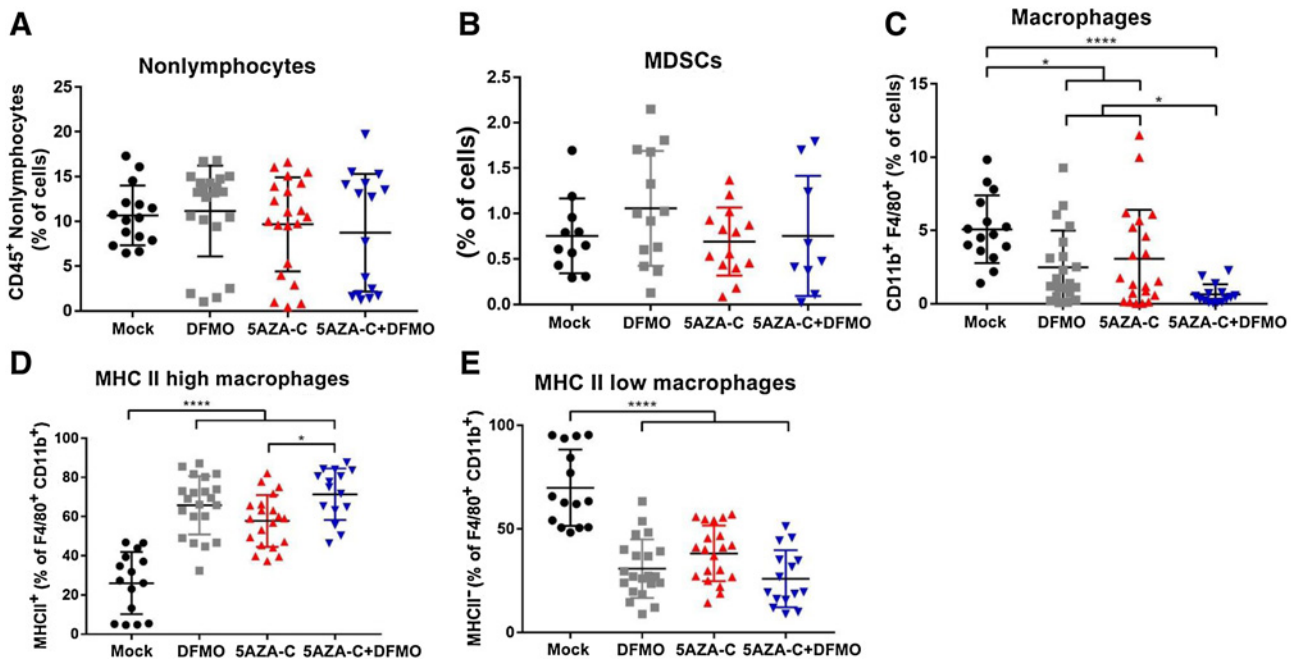 A
Nonlymphocytes
CD45+ Nonlymphocytes
(% of cells)
25
20
15
10
5
0
Mock DFMO 5AZA-C 5AZA-C+DFMO
B
MDSCs
(% of cells)
2.5
2.0
1.5
1.0
0.5
0.0
Mock DFMO 5AZA-C 5AZA-C+DFMO
C
Macrophages
****
*
*
CD11b+ F4/80+ (% of cells)
15
10
5
0
Mock DFMO 5AZA-C 5AZA-C+DFMO
D
MHC II high macrophages
****
*
MHCII+ (% of F4/80+ CD11b+)
100
80
60
40
20
0
Mock DFMO 5AZA-C 5AZA-C+DFMO
E
MHC II low macrophages
****
MHCII− (% of F4/80+ CD11b+)
100
50
0
Mock DFMO 5AZA-C 5AZA-C+DFMO